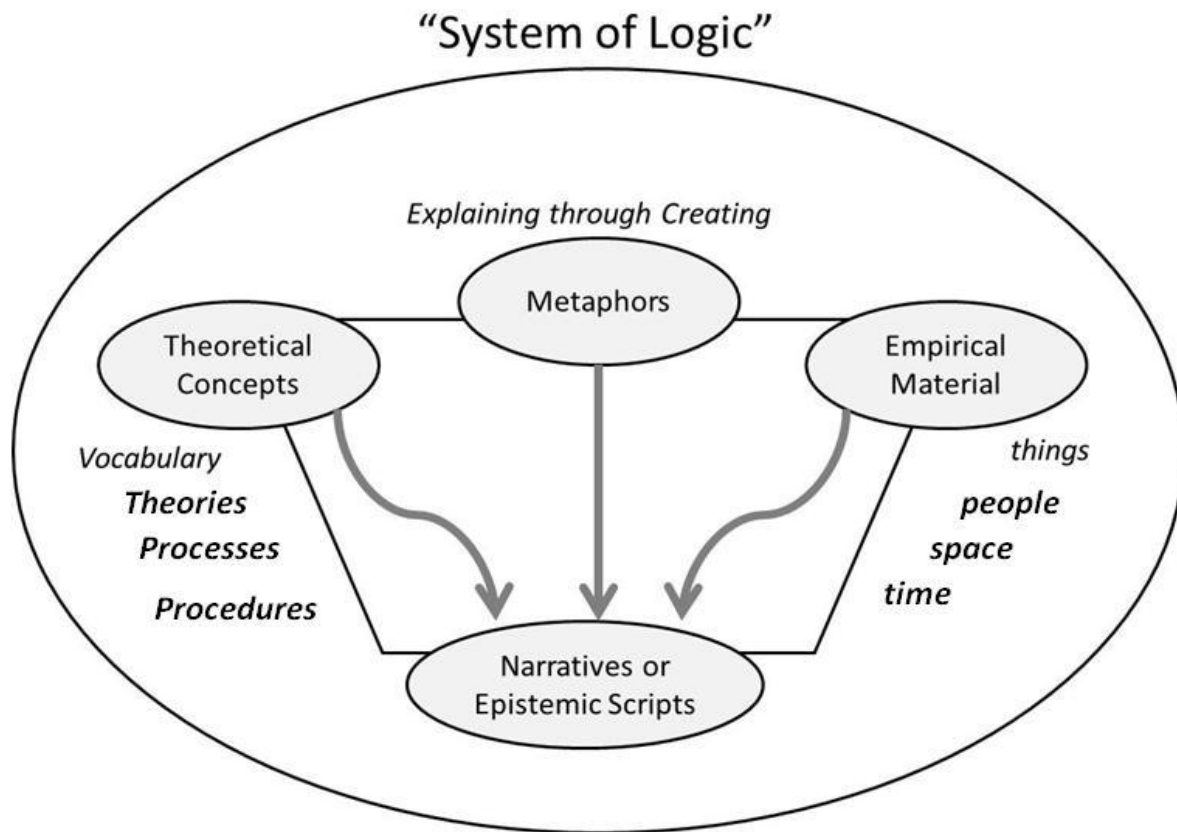 “System of Logic”
Explaining through Creating
Metaphors
Theoretical
Concepts
Empirical
Material
Vocabulary
Theories
Processes
Procedures
things
people
space
time
Narratives or
Epistemic Scripts